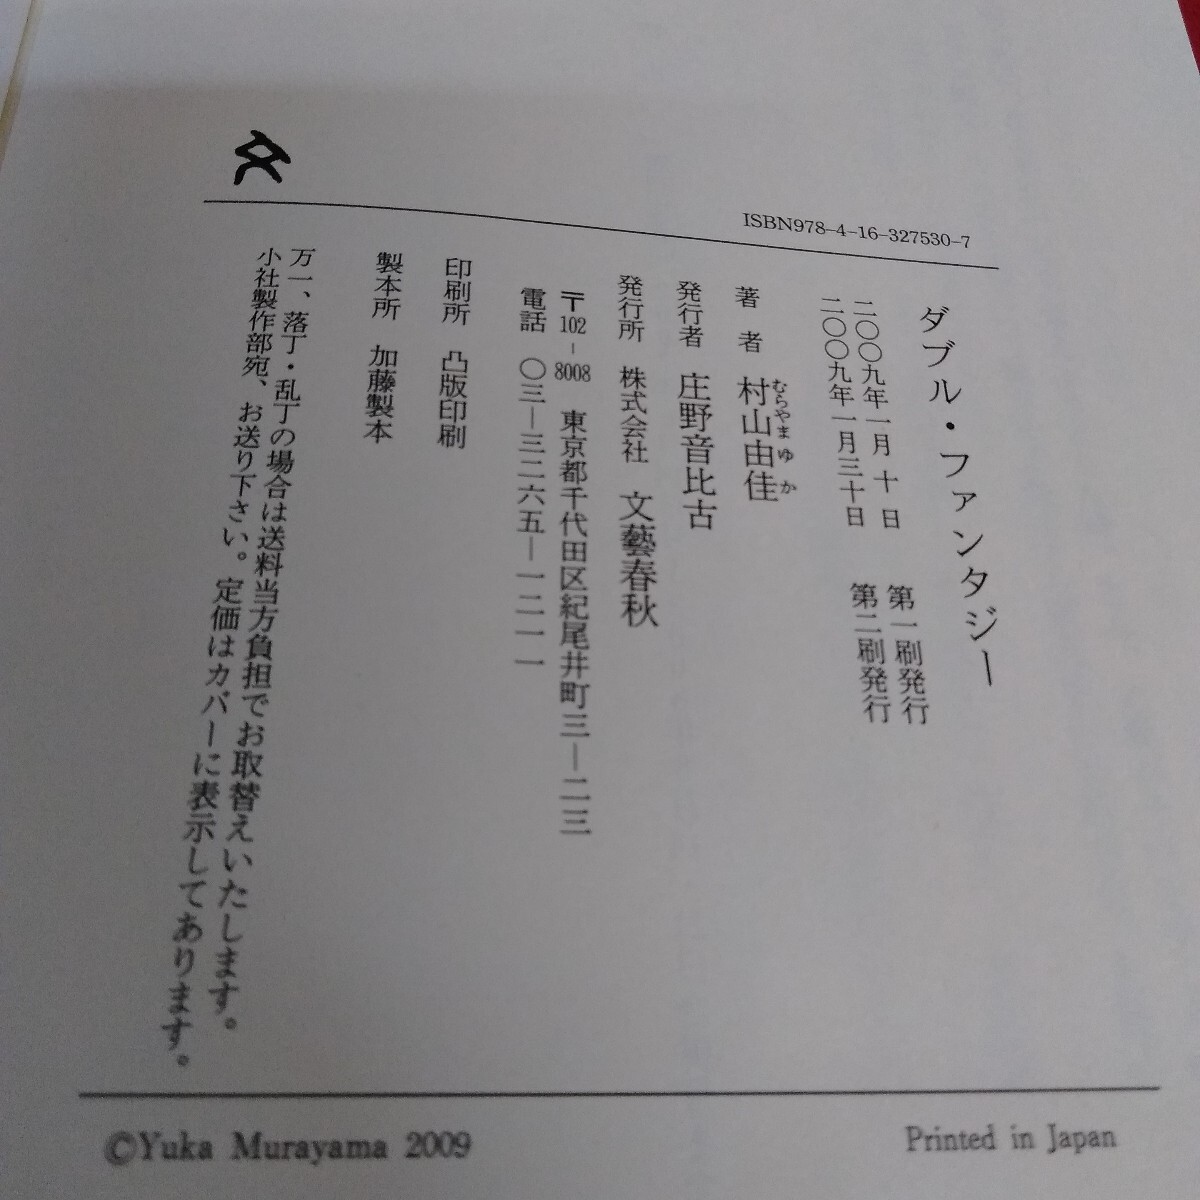 ISBN978-4-16-327530-7
ダブル・ファンタジー
二〇〇九年一月 十 日 第一刷発行
二〇〇九年一月三十日 第二刷発行
著 者 村山由佳
むらやま ゆか
発行者 庄野音比古
発行所 株式会社 文藝春秋
〒102-8008 東京都千代田区紀尾井町三—二三
電話 〇三—三二六五—一二一一
印刷所 凸版印刷
製本所 加藤製本
万一、落丁・乱丁の場合は送料当方負担でお取替えいたします。
小社製作部宛、お送り下さい。定価はカバーに表示してあります。
©Yuka Murayama 2009
Printed in Japan